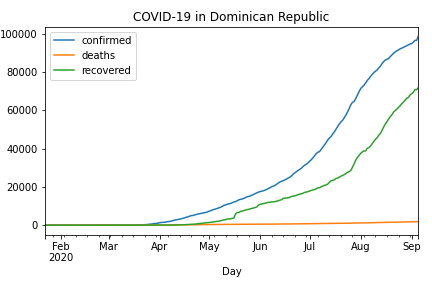 COVID-19 in Dominican Republic
confirmed
deaths
recovered
100000
80000
60000
40000
20000
0
Feb Mar Apr May Jun Jul Aug Sep
2020
Day